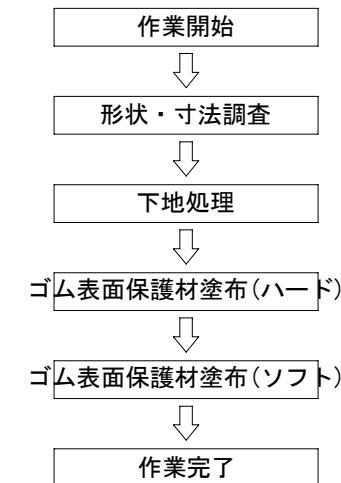 作業開始
形状・寸法調査
下地処理
ゴム表面保護材塗布(ハード)
ゴム表面保護材塗布(ソフト)
作業完了